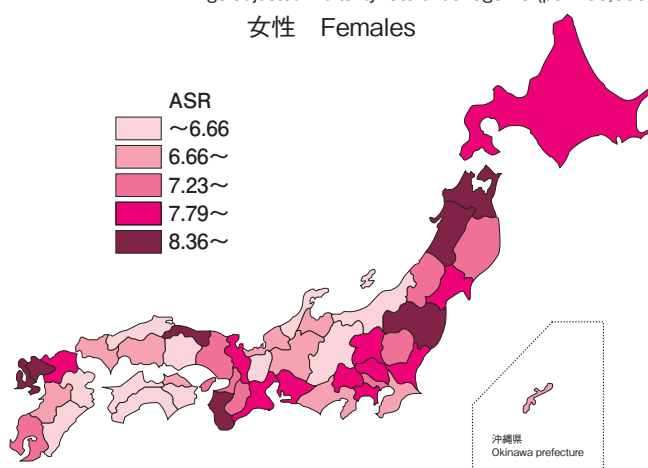 女性 Females
ASR
〜6.66
6.66〜
7.23〜
7.79〜
8.36〜
沖縄県
Okinawa prefecture